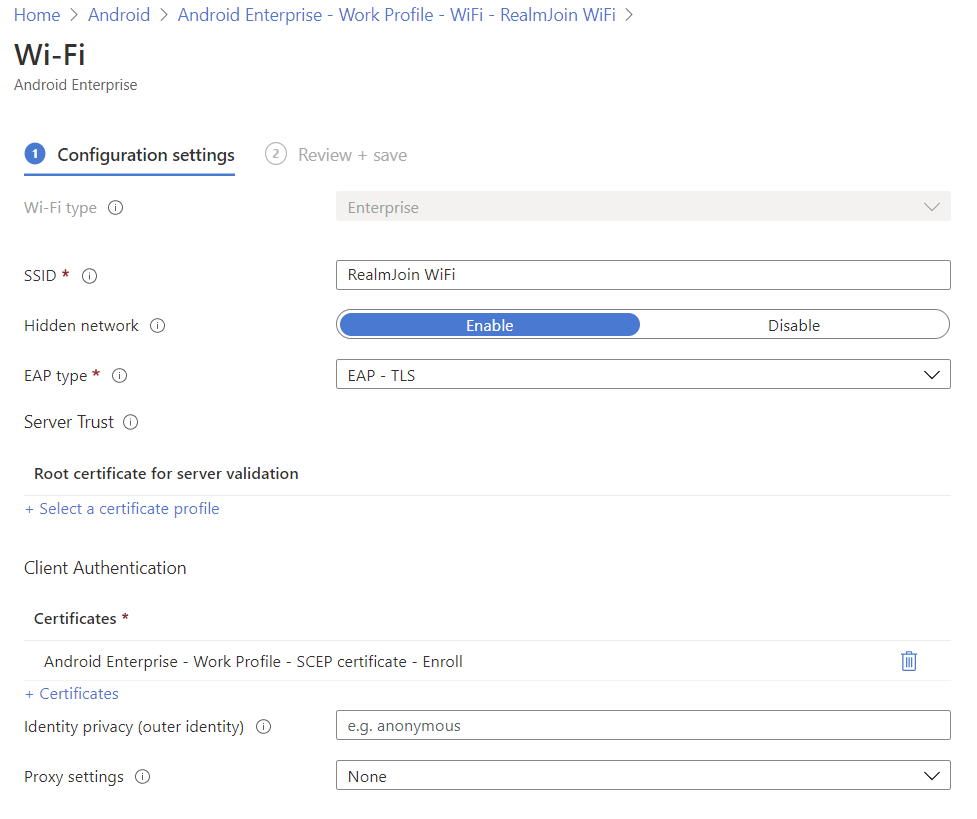 Home > Android > Android Enterprise - Work Profile - WiFi - RealmJoin WiFi >
Wi-Fi
Android Enterprise
1 Configuration settings 2 Review + save
Wi-Fi type Enterprise
SSID * RealmJoin WiFi
Hidden network Enable Disable
EAP type * EAP - TLS
Server Trust
Root certificate for server validation
+ Select a certificate profile
Client Authentication
Certificates *
Android Enterprise - Work Profile - SCEP certificate - Enroll
+ Certificates
Identity privacy (outer identity) e.g. anonymous
Proxy settings None